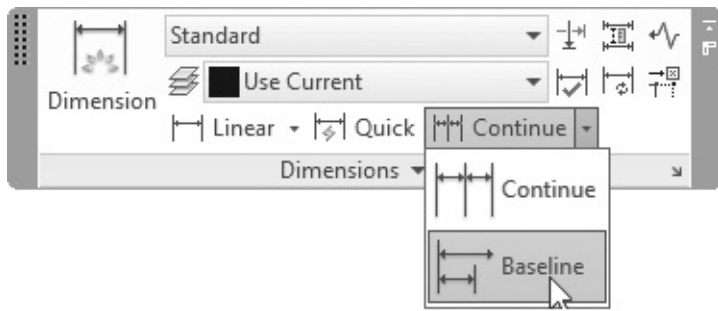 Standard
Use Current
Dimension
Linear Quick Continue
Dimensions
Continue
Baseline